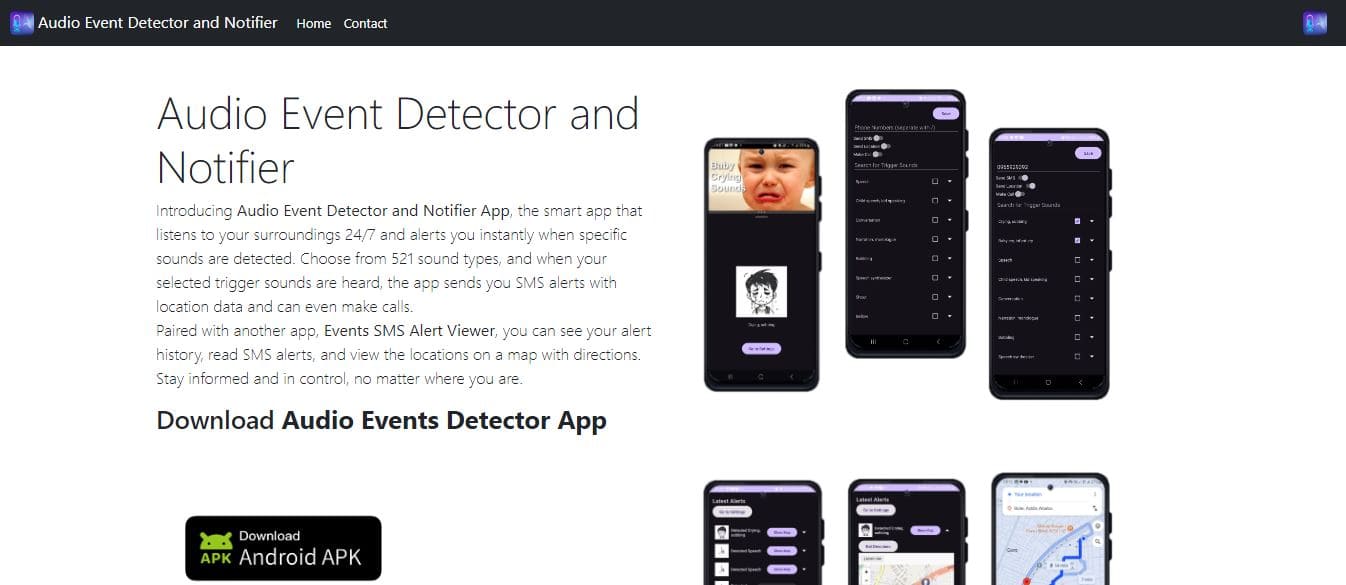 Audio Event Detector and Notifier Home Contact
Audio Event Detector and
Notifier
Introducing Audio Event Detector and Notifier App, the smart app that
listens to your surroundings 24/7 and alerts you instantly when specific
sounds are detected. Choose from 521 sound types, and when your
selected trigger sounds are heard, the app sends you SMS alerts with
location data and can even make calls.
Paired with another app, Events SMS Alert Viewer, you can see your alert
history, read SMS alerts, and view the locations on a map with directions.
Stay informed and in control, no matter where you are.
Download Audio Events Detector App
Download
APK Android APK
Baby
Crying
Sounds
Crying, sobbing
Go to Settings
Save
Phone Numbers (separate with /)
Send SMS
Send Location
Make Call
Search for Trigger Sounds
Speech
Child speech, kid speaking
Conversation
Narration, monologue
Babbling
Speech synthesizer
Shout
Bellow
Save
Send SMS
Send Location
Make Call
Search for Trigger Sounds
Crying, sobbing
Baby cry, infant cry
Speech
Child speech, kid speaking
Conversation
Narration, monologue
Babbling
Speech synthesizer
Latest Alerts
Go to Settings
Detected Crying,
sobbing
Show Map
Detected Speech
Show Map
Detected Speech
Show Map
Latest Alerts
Go to Settings
Detected Crying,
sobbing
Show Map
Get Directions
Your location